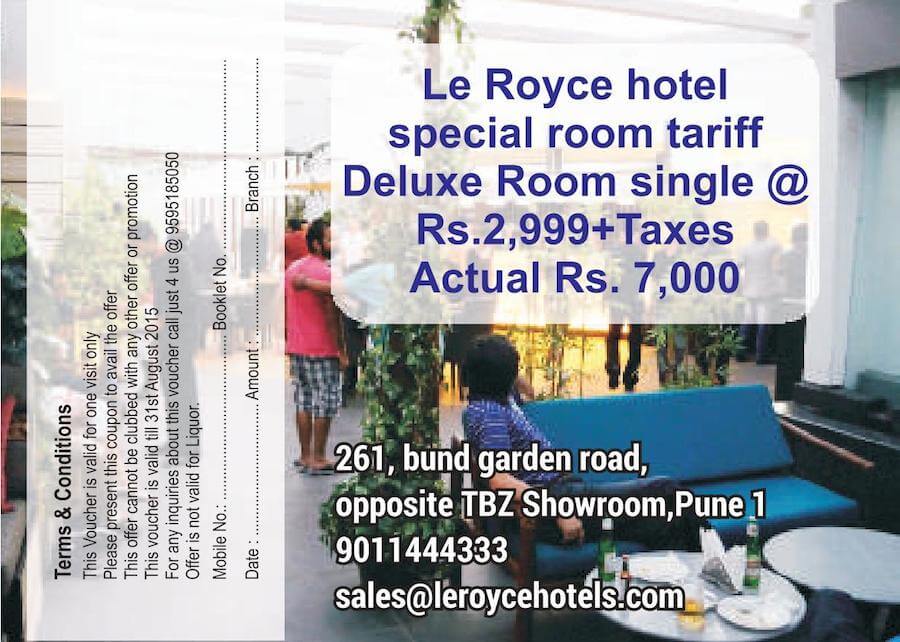 Le Royce hotel
special room tariff
Deluxe Room single @
Rs.2,999+Taxes
Actual Rs. 7,000
261, bund garden road,
opposite TBZ Showroom,Pune 1
9011444333
sales@leroycehotels.com
Terms & Conditions
This Voucher is valid for one visit only
Please present this coupon to avail the offer
This offer cannot be clubbed with any other offer or promotion
This voucher is valid till 31st August 2015
For any inquiries about this voucher call just 4 us @ 9595185050
Offer is not valid for Liquor.
Mobile No.: ........................ Booklet No. ........................
Date : ........................ Amount : ........................ Branch : ........................